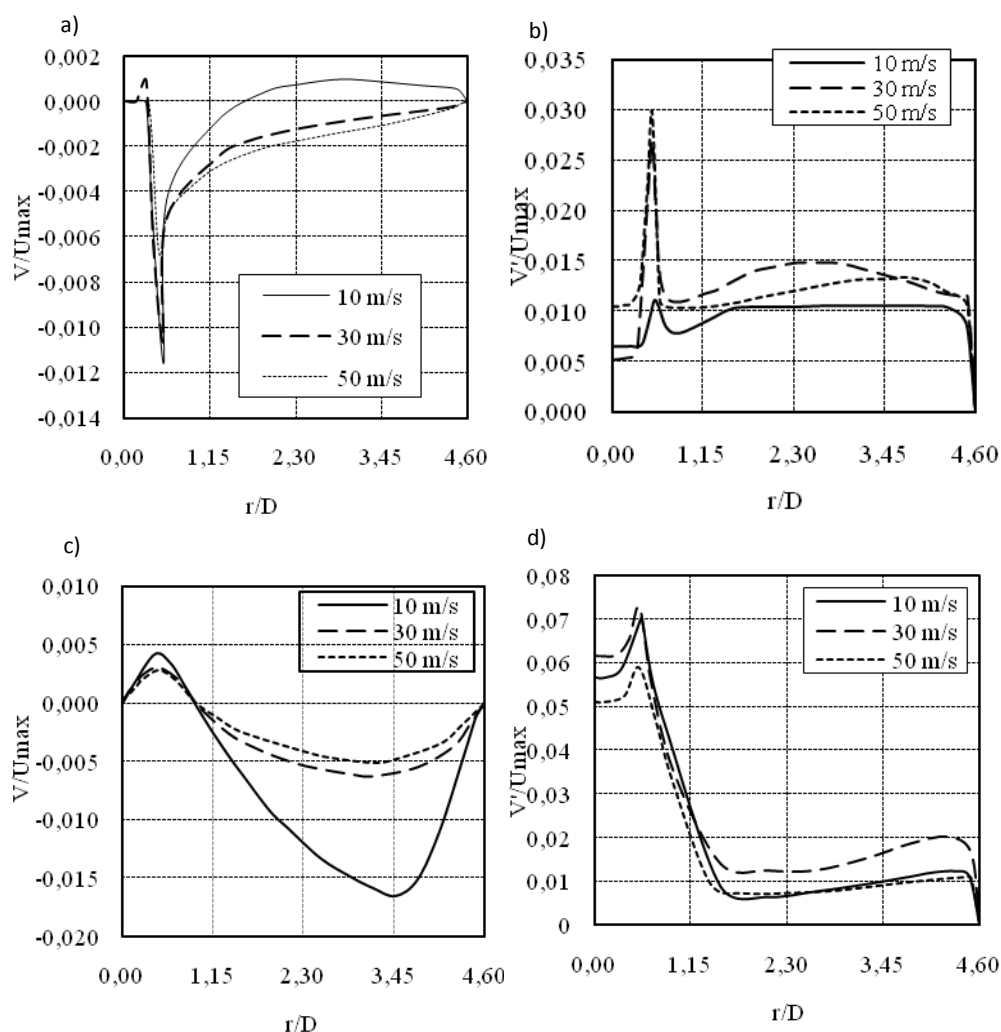 a)
0,002
0,000
-0,002
-0,004
-0,006
-0,008
-0,010
-0,012
-0,014
V/Umax
10 m/s
30 m/s
50 m/s
0,00 1,15 2,30 3,45 4,60
r/D
b)
0,035
0,030
0,025
0,020
0,015
0,010
0,005
0,000
V'/Umax
10 m/s
30 m/s
50 m/s
0,00 1,15 2,30 3,45 4,60
r/D
c)
0,010
0,005
0,000
-0,005
-0,010
-0,015
-0,020
V/Umax
10 m/s
30 m/s
50 m/s
0,00 1,15 2,30 3,45 4,60
r/D
d)
0,08
0,07
0,06
0,05
0,04
0,03
0,02
0,01
0
V'/Umax
10 m/s
30 m/s
50 m/s
0,00 1,15 2,30 3,45 4,60
r/D